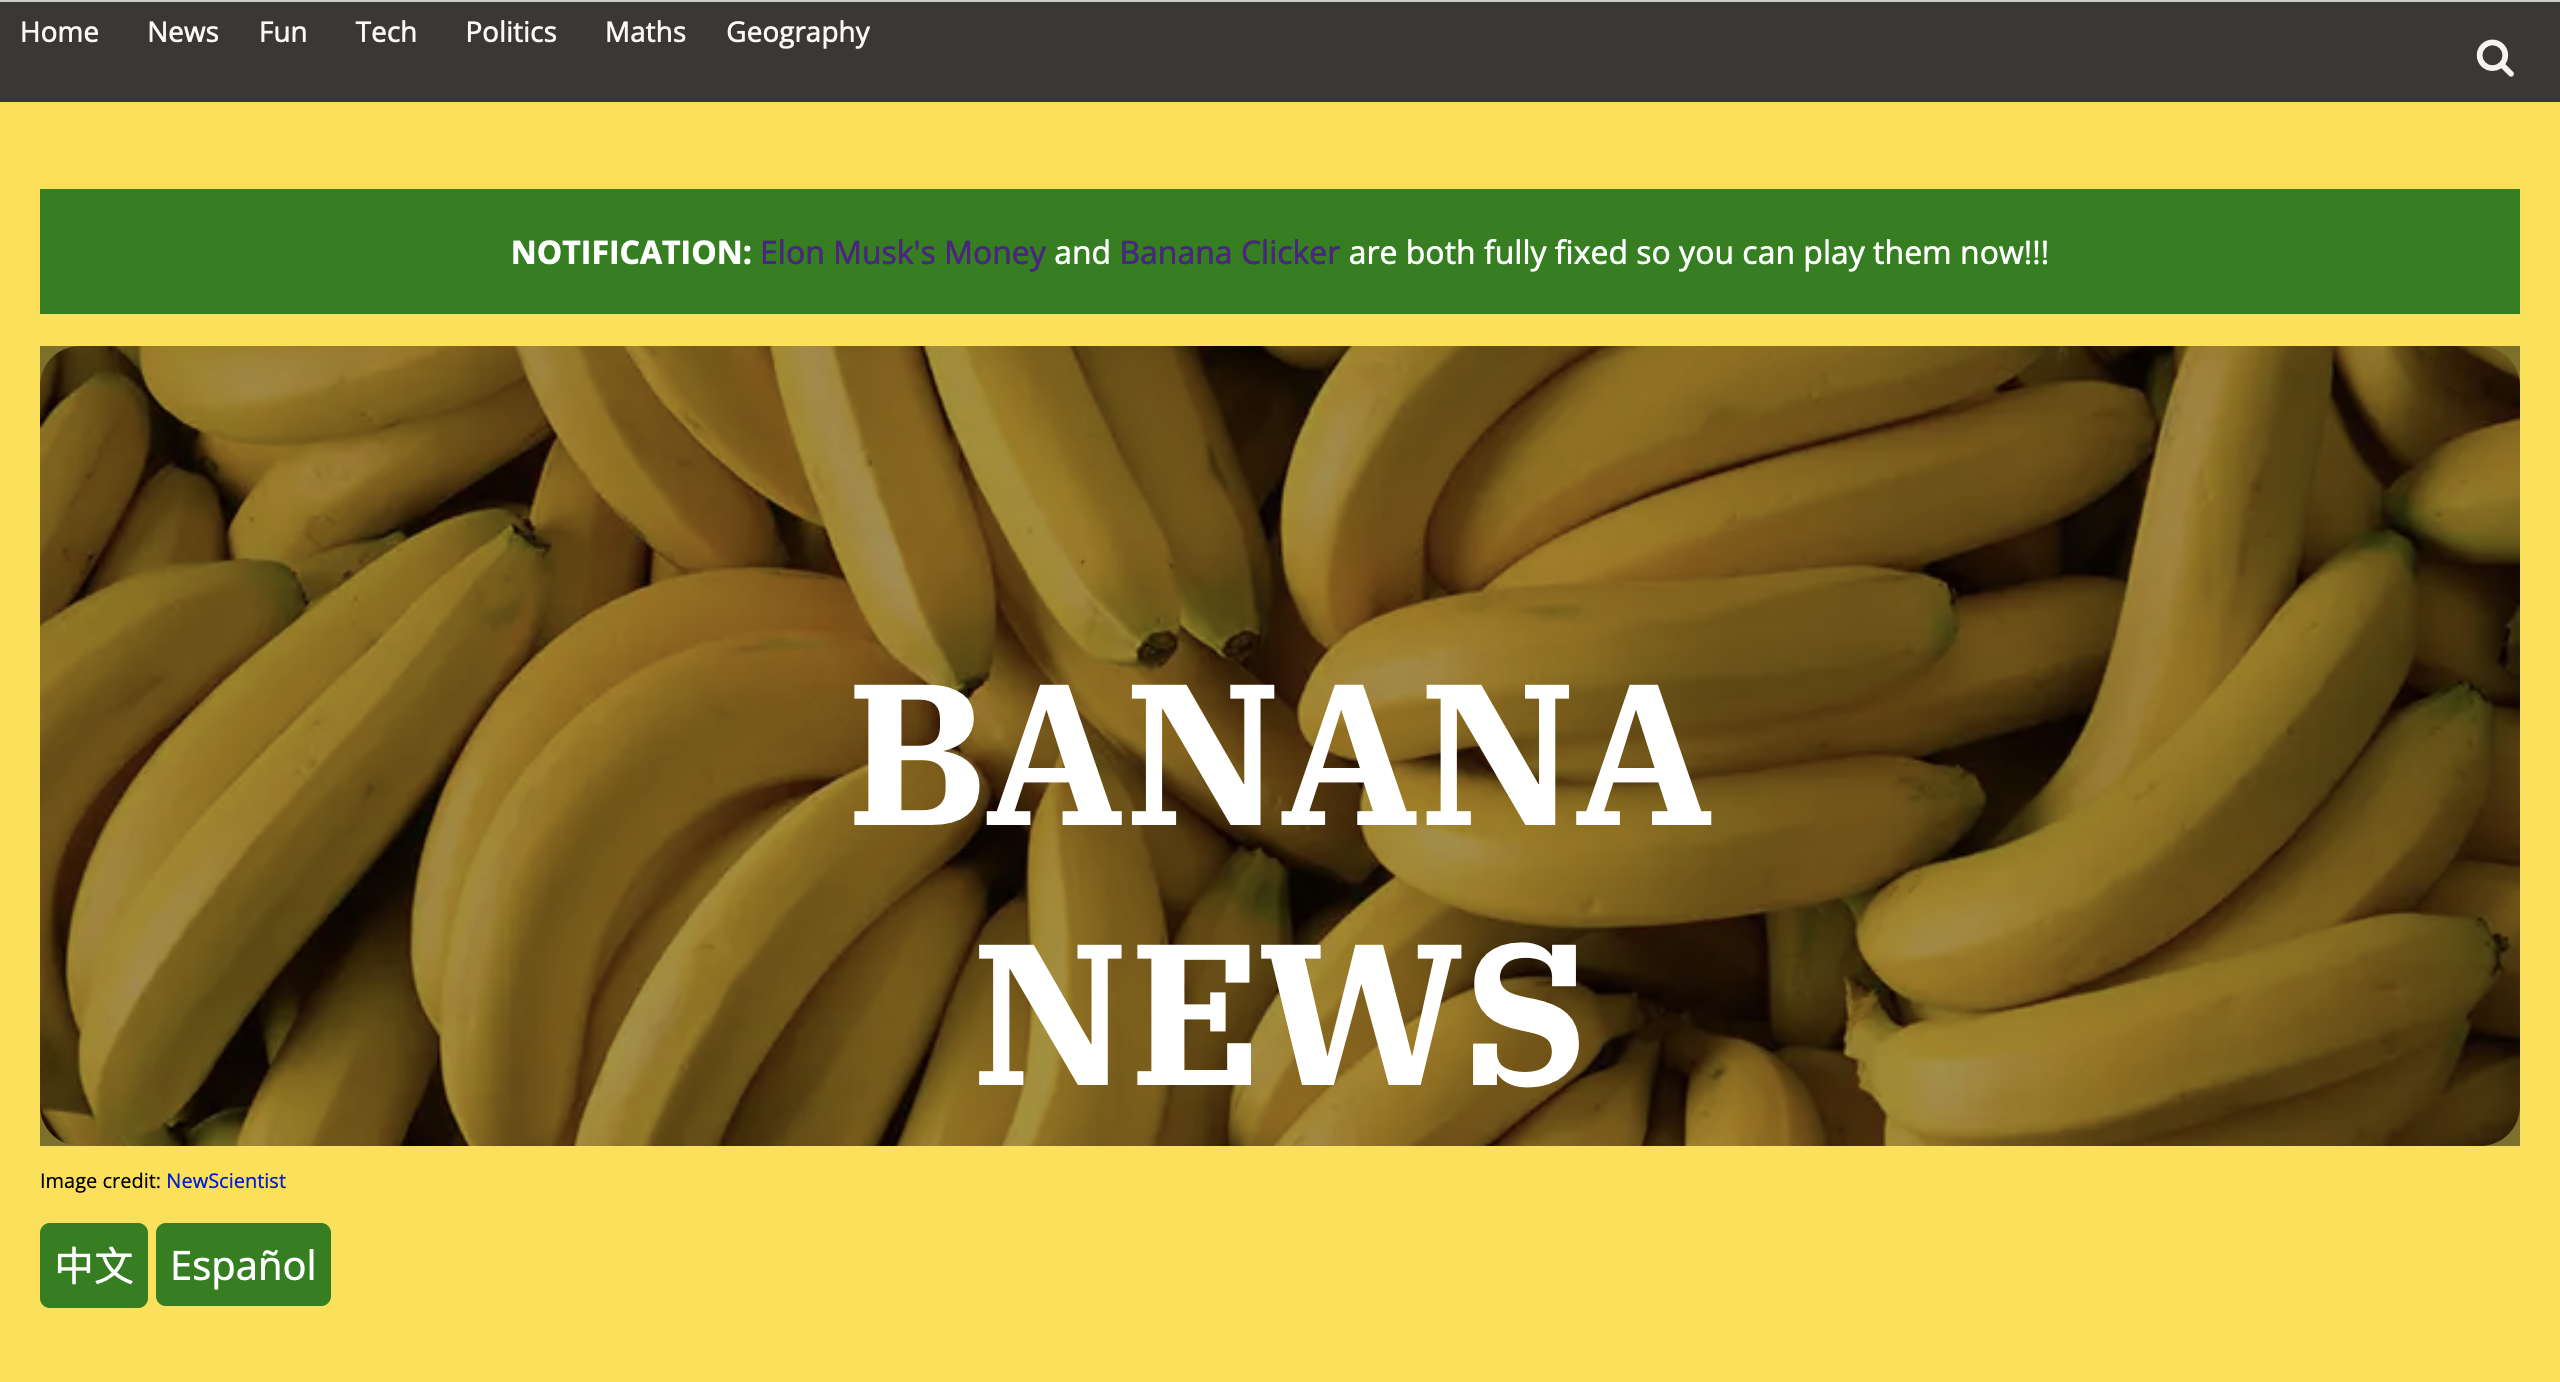 Home News Fun Tech Politics Maths Geography
NOTIFICATION: Elon Musk's Money and Banana Clicker are both fully fixed so you can play them now!!!
BANANA
NEWS
Image credit: NewScientist
中文 Español